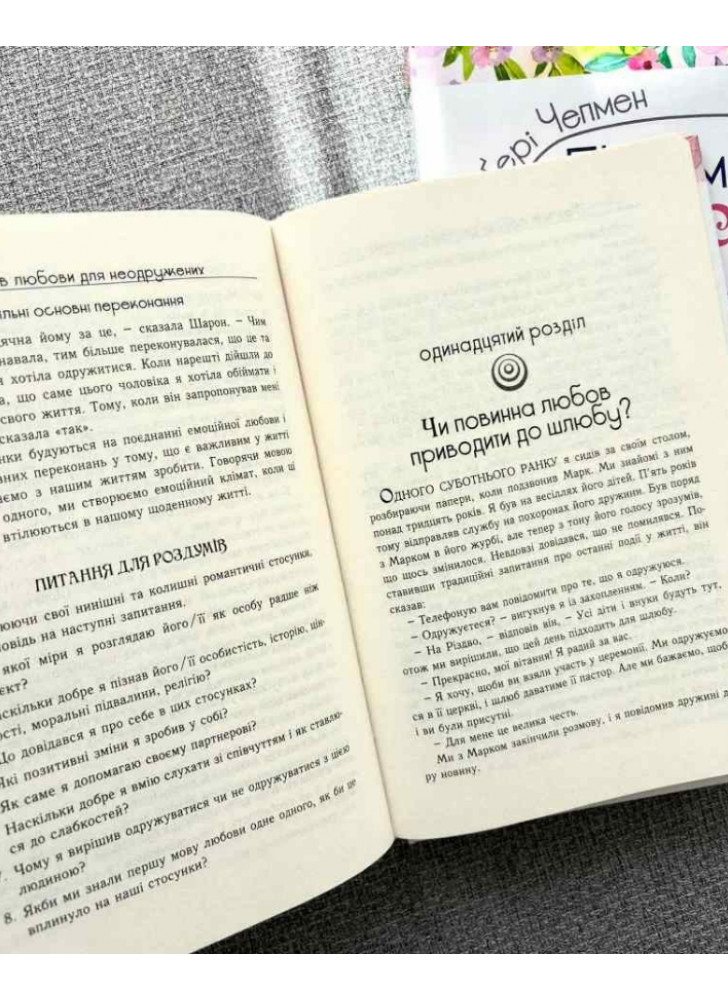 Чепмен
в любови для неодружених
ільні основні переконання
ячна йому за це, – сказала Шарон. – Чим
навала, тим більше переконувалася, що це та
я хотіла одружитися. Коли нарешті дійшли до
а, що саме цього чоловіка я хотіла обіймати і
свого життя. Тому, коли він запропонував мені
сказала «так».
нки будуються на поєднанні емоційної любови і
аних переконань у тому, що є важливим у житті
аємо з нашим життям зробити. Говорячи мовою
одного, ми створюємо емоційний клімат, коли ці
втілюються в нашому щоденному житті.
ПИТАННЯ ДЛЯ РОЗДУМІВ
юючи свої нинішні та колишні романтичні стосунки,
повідь на наступні запитання.
якої міри я розглядаю його/її як особу радше ніж
ект?
аскільки добре я пізнав його/її особистість, історію, цін-
ості, моральні підвалини, релігію?
До довідався я про себе в цих стосунках?
Які позитивні зміни я зробив у собі?
Як саме я допомагаю своєму партнерові?
Наскільки добре я вмію слухати зі співчуттям і як ставлю-
ся до слабкостей?
7. Чому я вирішив одружуватися чи не одружуватися з цією
людиною?
8. Якби ми знали першу мову любови одне одного, як би це
вплинуло на наші стосунки?
одинадцятий розділ
Чи повинна любов
приводити до шлюбу?
Одного суботнього ранку я сидів за своїм столом,
розбираючи папери, коли подзвонив Марк. Ми знайомі з ним
понад тридцять років. Я був на весіллях його дітей. П'ять років
тому відправляв службу на похоронах його дружини. Був поряд
з Марком в його журбі, але тепер з тону його голосу зрозумів,
що щось змінилося. Невдовзі довідався, що не помилявся. По-
ставивши традиційні запитання про останні події у житті, він
сказав:
– Телефоную вам повідомити про те, що я одружуюся.
– Одружуєтеся? – вигукнув я із захопленням. – Коли?
– На Різдво, – відповів він, – Усі діти і внуки будуть тут,
отож ми вирішили, що цей день підходить для шлюбу.
– Прекрасно, мої вітання! Я радий за вас.
– Я хочу, щоби ви взяли участь у церемонії. Ми одружуємо
ся в її церкві, і шлюб даватиме її пастор. Але ми бажаємо, щоб
і ви були присутні.
– Для мене це велика честь.
Ми з Марком закінчили розмову, і я повідомив дружині
ру новину.